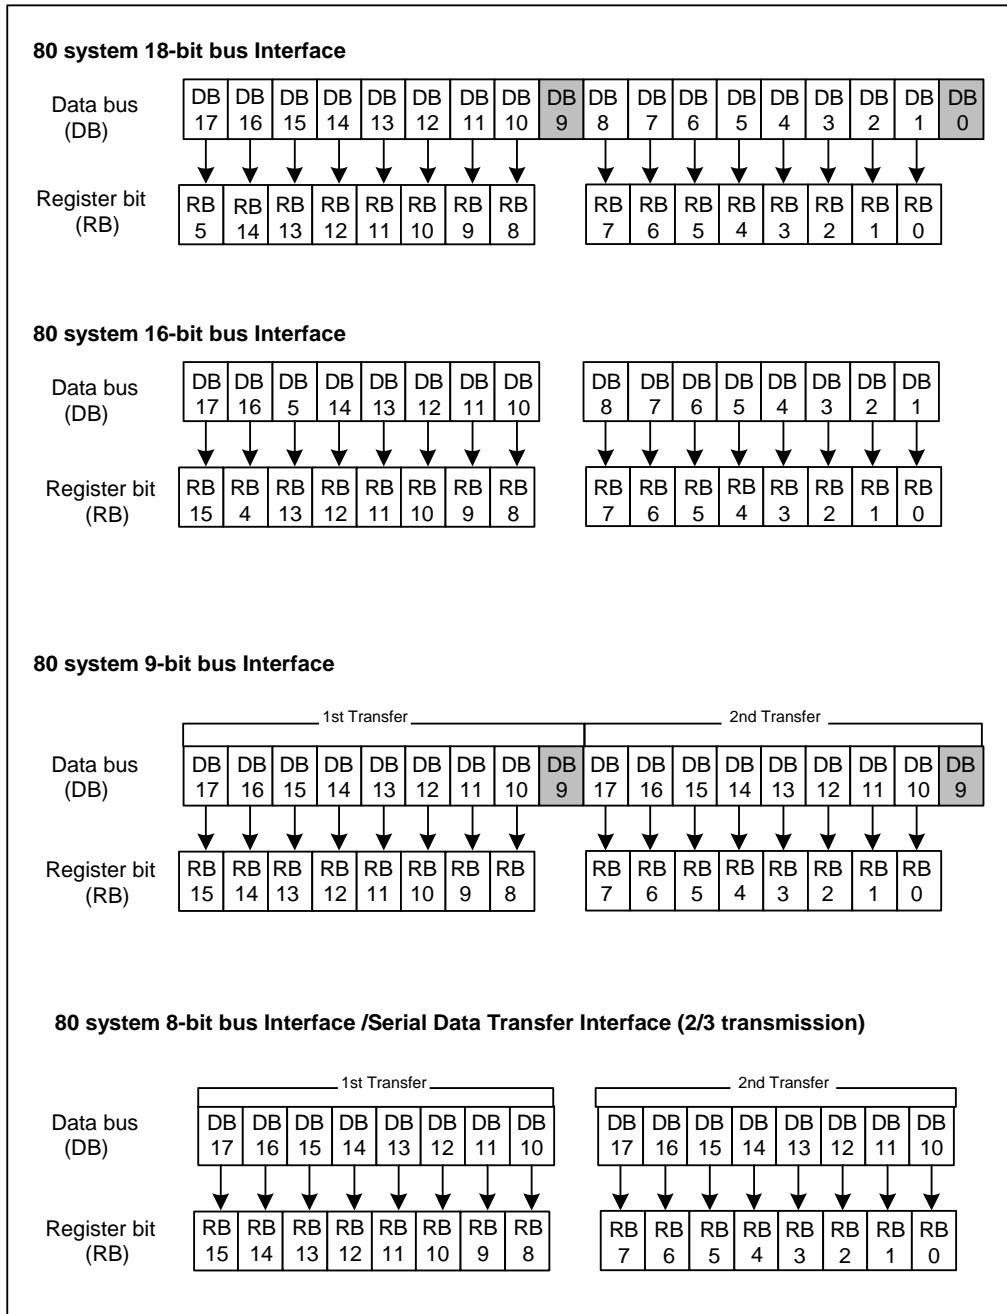 80 system 18-bit bus Interface
Data bus
(DB)
DB DB DB DB DB DB DB DB DB DB DB DB DB DB DB DB DB DB
17 16 15 14 13 12 11 10 9 8 7 6 5 4 3 2 1 0
Register bit
(RB)
RB RB RB RB RB RB RB RB RB RB RB RB RB RB RB RB
5 14 13 12 11 10 9 8 7 6 5 4 3 2 1 0
80 system 16-bit bus Interface
Data bus
(DB)
DB DB DB DB DB DB DB DB DB DB DB DB DB DB DB DB
17 16 5 14 13 12 11 10 8 7 6 5 4 3 2 1
Register bit
(RB)
RB RB RB RB RB RB RB RB RB RB RB RB RB RB RB RB
15 4 13 12 11 10 9 8 7 6 5 4 3 2 1 0
80 system 9-bit bus Interface
1st Transfer 2nd Transfer
Data bus
(DB)
DB DB DB DB DB DB DB DB DB DB DB DB DB DB DB DB DB DB
17 16 15 14 13 12 11 10 9 17 16 15 14 13 12 11 10 9
Register bit
(RB)
RB RB RB RB RB RB RB RB RB RB RB RB RB RB RB RB
15 14 13 12 11 10 9 8 7 6 5 4 3 2 1 0
80 system 8-bit bus Interface /Serial Data Transfer Interface (2/3 transmission)
1st Transfer 2nd Transfer
Data bus
(DB)
DB DB DB DB DB DB DB DB DB DB DB DB DB DB DB DB
17 16 15 14 13 12 11 10 17 16 15 14 13 12 11 10
Register bit
(RB)
RB RB RB RB RB RB RB RB RB RB RB RB RB RB RB RB
15 14 13 12 11 10 9 8 7 6 5 4 3 2 1 0